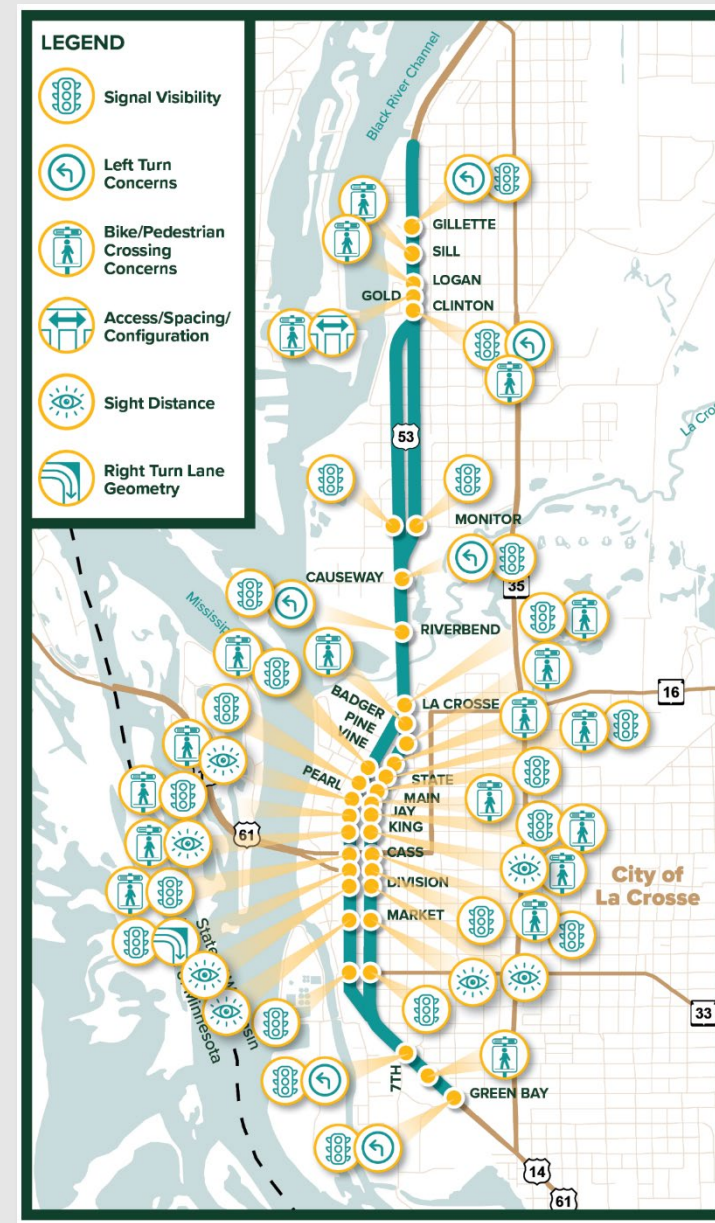 LEGEND
Signal Visibility
Left Turn
Concerns
Bike/Pedestrian
Crossing
Concerns
Access/Spacing/
Configuration
Sight Distance
Right Turn Lane
Geometry
Black River Channel
GILLETTE
SILL
LOGAN
GOLD
CLINTON
La Cros
53
MONITOR
CAUSEWAY
35
Mississip
RIVERBEND
16
LA CROSSE
BADGER
PINE
VINE
PEARL
STATE
MAIN
JAY
KING
61
CASS
DIVISION
City of
La Crosse
MARKET
33
7TH
GREEN BAY
14
61